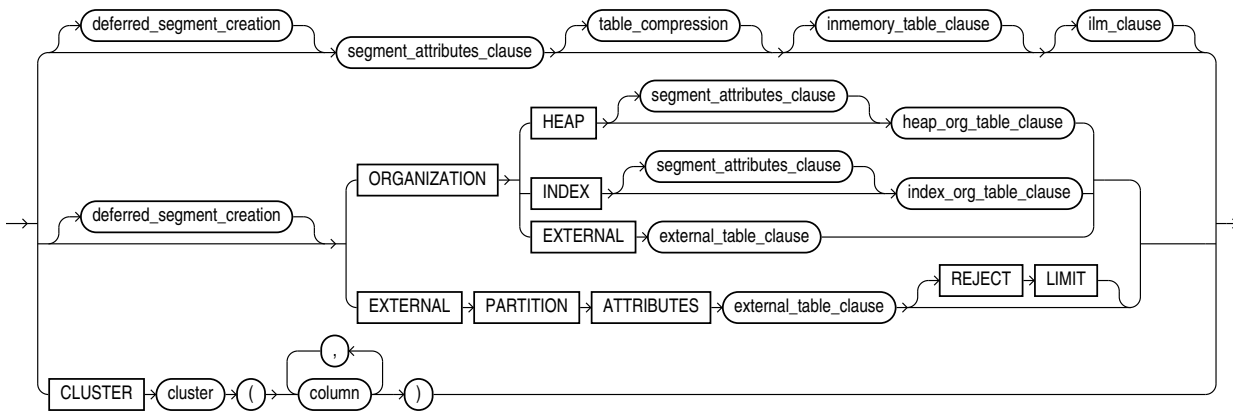 deferred_segment_creation table_compression inmemory_table_clause ilm_clause
segment_attributes_clause
segment_attributes_clause
HEAP heap_org_table_clause
segment_attributes_clause
ORGANIZATION INDEX index_org_table_clause
deferred_segment_creation
EXTERNAL external_table_clause
REJECT LIMIT
EXTERNAL PARTITION ATTRIBUTES external_table_clause
,
CLUSTER cluster ( column )